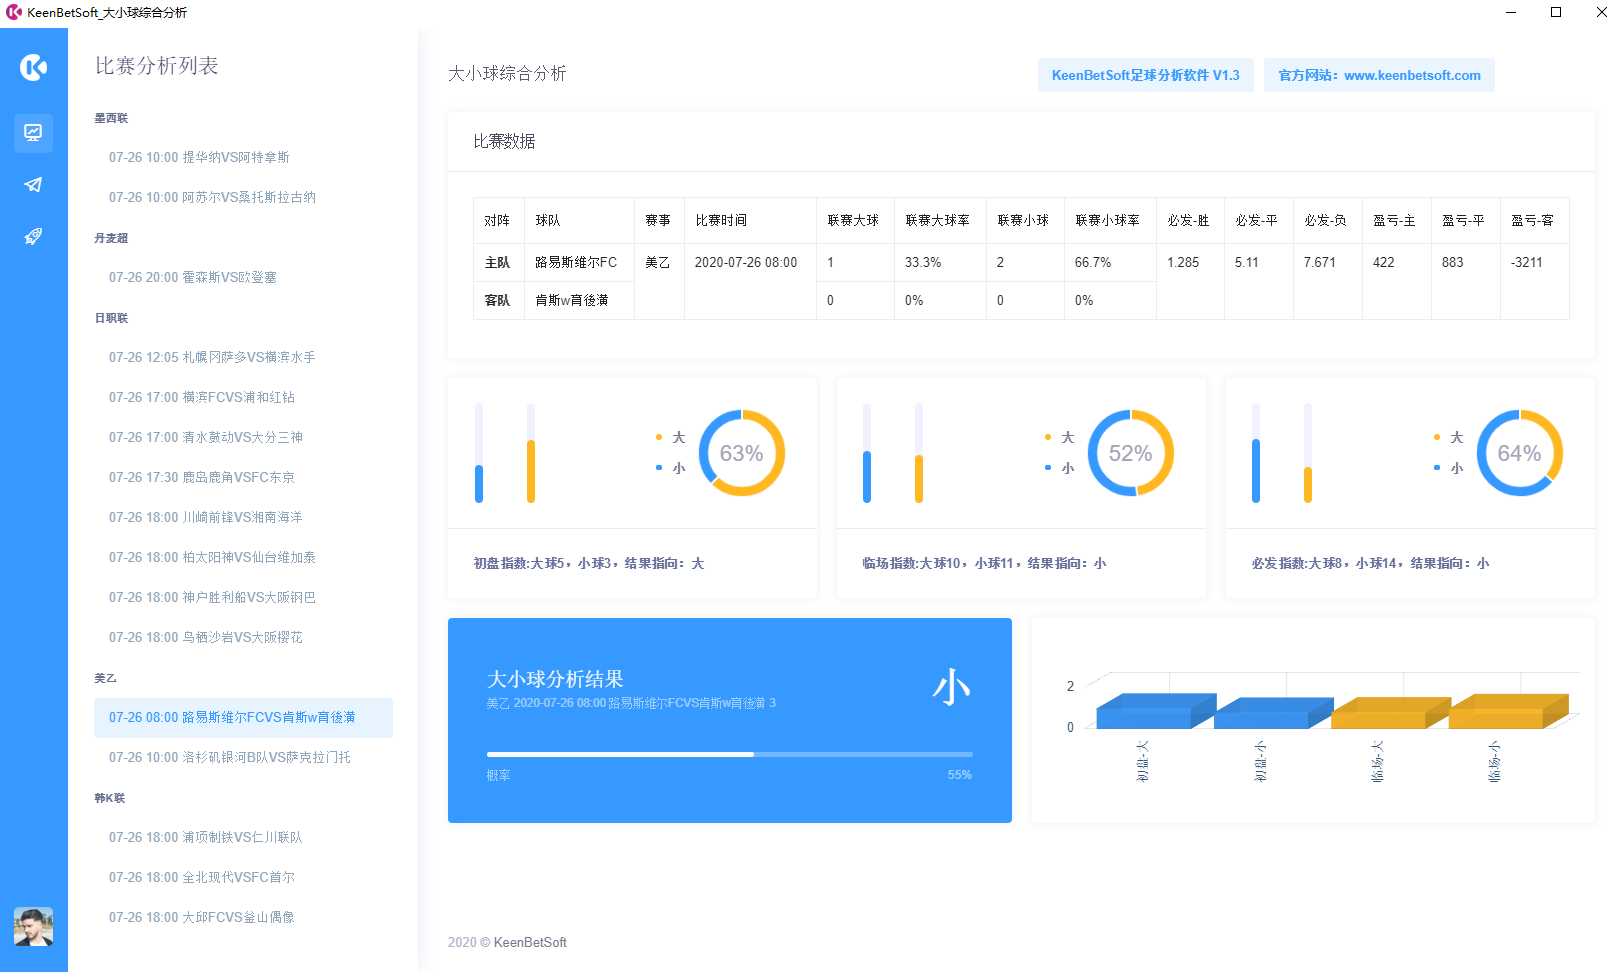 KeenBetSoft_大小球综合分析
比赛分析列表
墨西联
07-26 10:00 提华纳VS阿特拿斯
07-26 10:00 阿苏尔VS桑托斯拉古纳
丹麦超
07-26 20:00 霍森斯VS欧登塞
日职联
07-26 12:05 札幌冈萨多VS横滨水手
07-26 17:00 横滨FCVS浦和红钻
07-26 17:00 清水鼓动VS大分三神
07-26 17:30 鹿岛鹿角VSFC东京
07-26 18:00 川崎前锋VS湘南海洋
07-26 18:00 柏太阳神VS仙台维加泰
07-26 18:00 神户胜利船VS大阪钢巴
07-26 18:00 鸟栖沙岩VS大阪樱花
美乙
07-26 08:00 路易斯维尔FCVS肯斯w育後潢
07-26 10:00 洛杉矶银河B队VS萨克拉门托
韩K联
07-26 18:00 浦项制铁VS仁川联队
07-26 18:00 全北现代VSFC首尔
07-26 18:00 大邱FCVS釜山偶像
大小球综合分析
KeenBetSoft足球分析软件 V1.3
官方网站：www.keenbetsoft.com
比赛数据
对阵 球队 赛事 比赛时间 联赛大球 联赛大球率 联赛小球 联赛小球率 必发-胜 必发-平 必发-负 盈亏-主 盈亏-平 盈亏-客
主队 路易斯维尔FC 美乙 2020-07-26 08:00 1 33.3% 2 66.7% 1.285 5.11 7.671 422 883 -3211
客队 肯斯w育後潢 0 0% 0 0%
大
小
63%
初盘指数:大球5，小球3，结果指向：大
大
小
52%
临场指数:大球10，小球11，结果指向：小
大
小
64%
必发指数:大球8，小球14，结果指向：小
大小球分析结果
美乙 2020-07-26 08:00 路易斯维尔FCVS肯斯w育後潢 3
小
概率
55%
2
0
初盘-大
初盘-小
临场-大
临场-小
2020 © KeenBetSoft